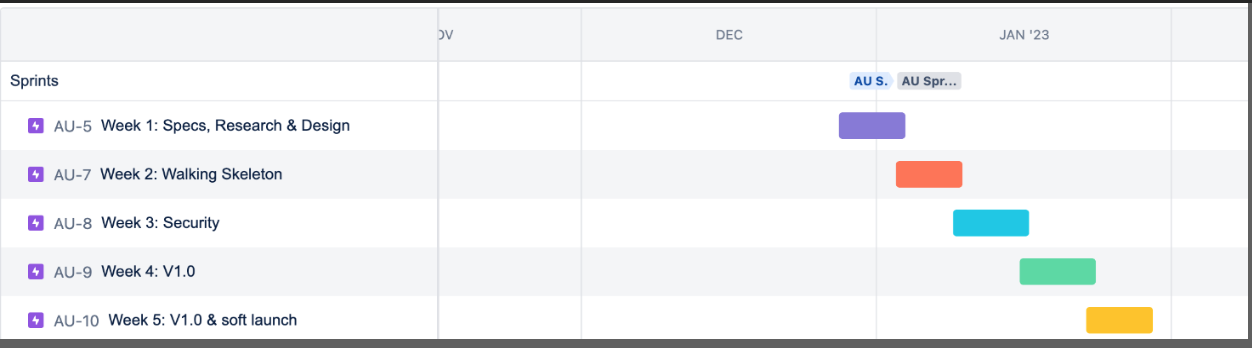 OV DEC JAN '23
Sprints AU S. AU Spr...
AU-5 Week 1: Specs, Research & Design
AU-7 Week 2: Walking Skeleton
AU-8 Week 3: Security
AU-9 Week 4: V1.0
AU-10 Week 5: V1.0 & soft launch